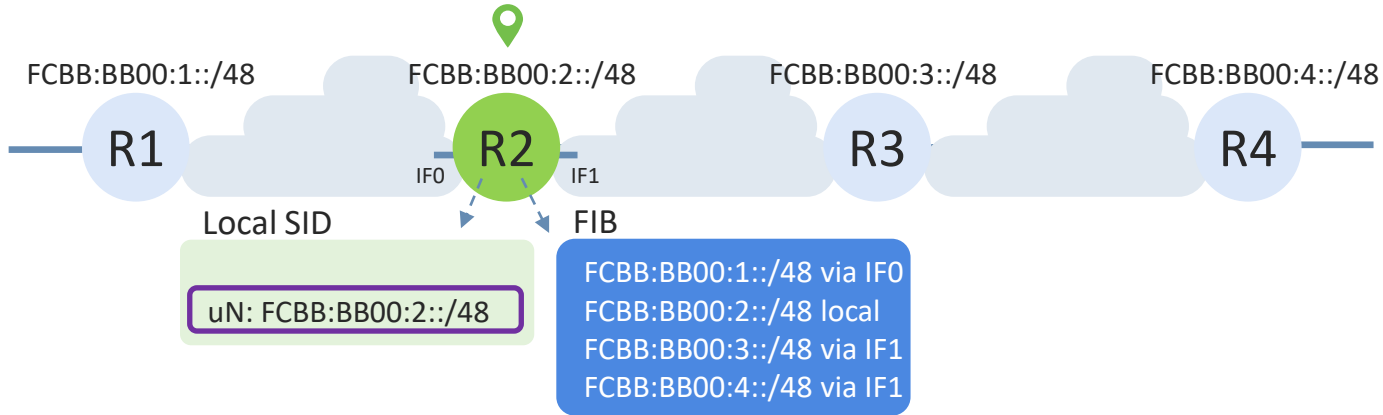 FCBB:BB00:1::/48
FCBB:BB00:2::/48
FCBB:BB00:3::/48
FCBB:BB00:4::/48
R1
IF0
R2
IF1
R3
R4
Local SID
uN: FCBB:BB00:2::/48
FIB
FCBB:BB00:1::/48 via IF0
FCBB:BB00:2::/48 local
FCBB:BB00:3::/48 via IF1
FCBB:BB00:4::/48 via IF1